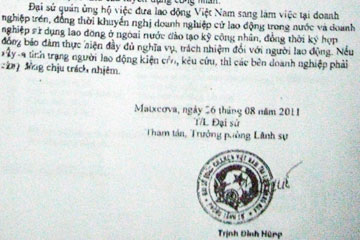 Đại sứ quán ủng hộ việc đưa lao động Việt Nam sang làm việc tại doanh
nghiệp trên, đồng thời khuyến nghị doanh nghiệp cử lao động trong nước và doanh
nghiệp sử dụng lao động ở ngoài nước đào tạo kỹ công nhân, đồng thời ký hợp
đồng bảo đảm thực hiện đầy đủ nghĩa vụ, trách nhiệm đối với người lao động. Nếu
xảy ra tình trạng người lao động kiện cáo, kêu cứu, thì các bên doanh nghiệp phải
cùng chịu trách nhiệm.
Matxcơva, ngày 26 tháng 08 năm 2011
T/L Đại sứ
Tham tán, Trưởng phòng Lãnh sự
Trịnh Đình Hùng